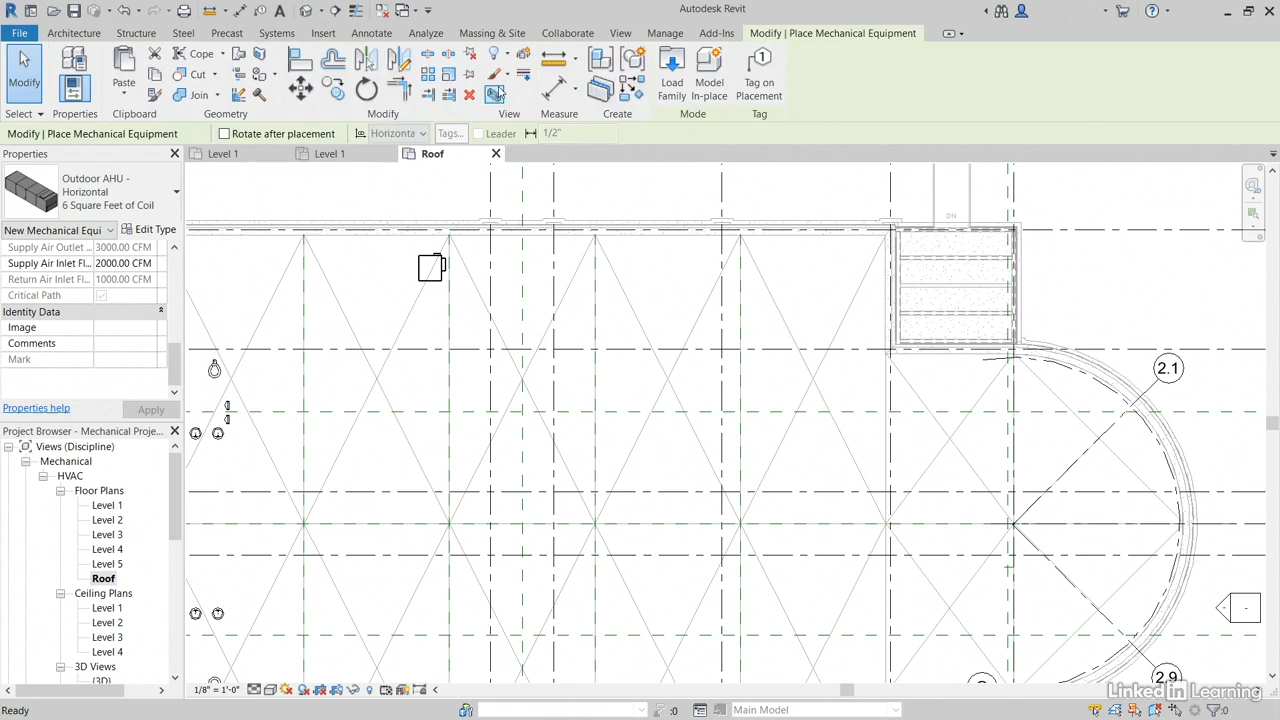 Autodesk Revit
File Architecture Structure Steel Precast Systems Insert Annotate Analyze Massing & Site Collaborate View Manage Add-Ins Modify | Place Mechanical Equipment
Cope
Cut
Join
Modify Paste Load Family Model In-place Tag on Placement
Select Properties Clipboard Geometry Modify View Measure Create Mode Tag
Modify | Place Mechanical Equipment Rotate after placement Horizonta Tags... Leader 1/2"
Properties
Level 1 Level 1 Roof
Outdoor AHU -
Horizontal
6 Square Feet of Coil
New Mechanical Equi Edit Type
Supply Air Outlet ... 3000.00 CFM
Supply Air Inlet Fl... 2000.00 CFM
Return Air Inlet Fl... 1000.00 CFM
Critical Path
Identity Data
Image
Comments
Mark
Properties help Apply
Project Browser - Mechanical Proje...
Views (Discipline)
Mechanical
HVAC
Floor Plans
Level 1
Level 2
Level 3
Level 4
Level 5
Roof
Ceiling Plans
Level 1
Level 2
Level 3
Level 4
3D Views
(3D)
DN
2.1
2.9
1/8" = 1'-0"
Linked in Learning
Ready :0 Main Model :0